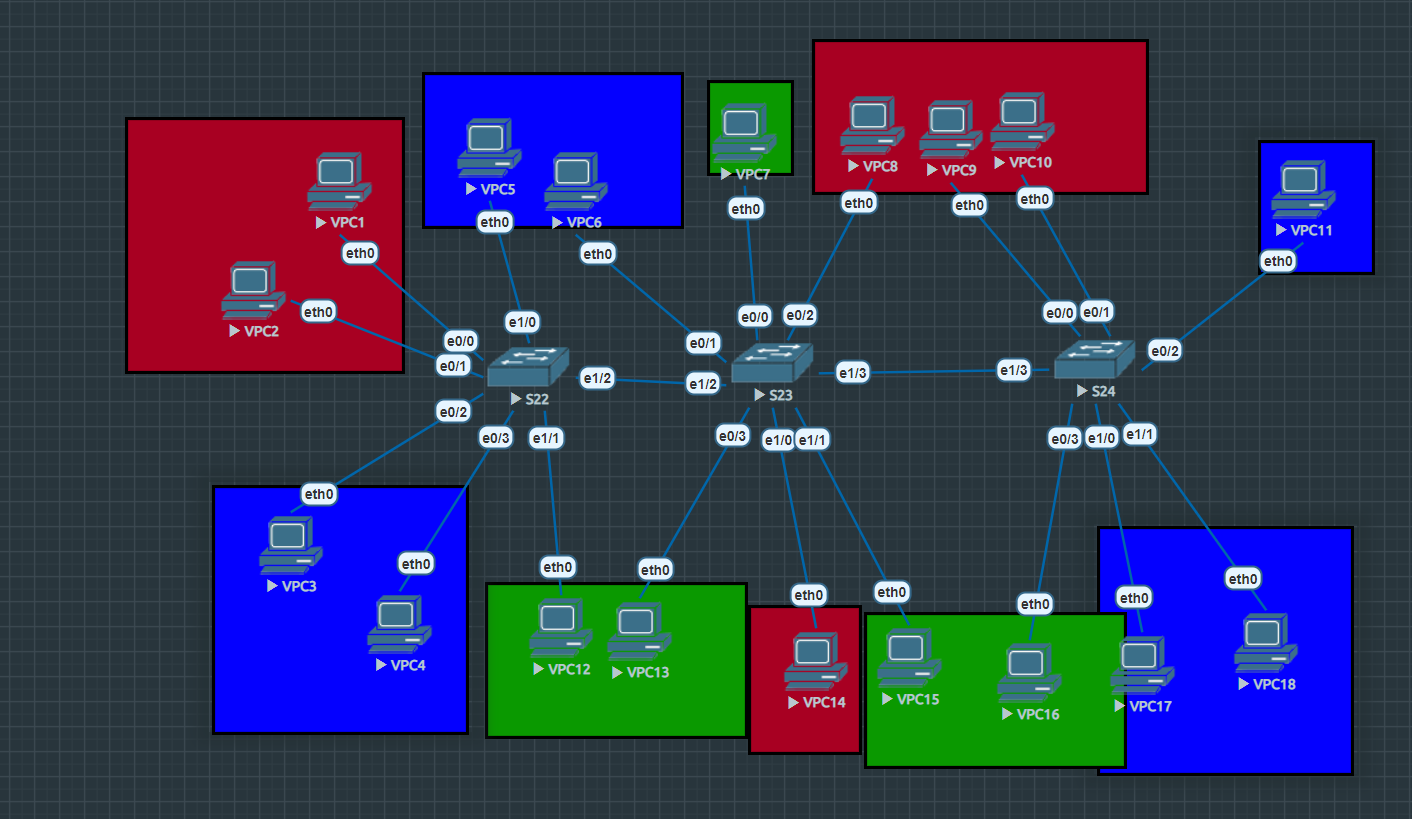 VPC1
eth0
VPC2
eth0
VPC5
eth0
VPC6
eth0
VPC7
eth0
VPC8
eth0
VPC9
eth0
VPC10
eth0
VPC11
eth0
e0/0
e0/1
e1/0
e0/2
e0/3
e1/1
e1/2
S22
e0/1
e0/0
e0/2
e1/2
e1/3
S23
e0/3
e1/0
e1/1
e0/0
e0/1
e0/2
e1/3
S24
e0/3
e1/0
e1/1
eth0
VPC3
eth0
VPC4
eth0
VPC12
eth0
VPC13
eth0
VPC14
eth0
VPC15
eth0
VPC16
eth0
VPC17
eth0
VPC18